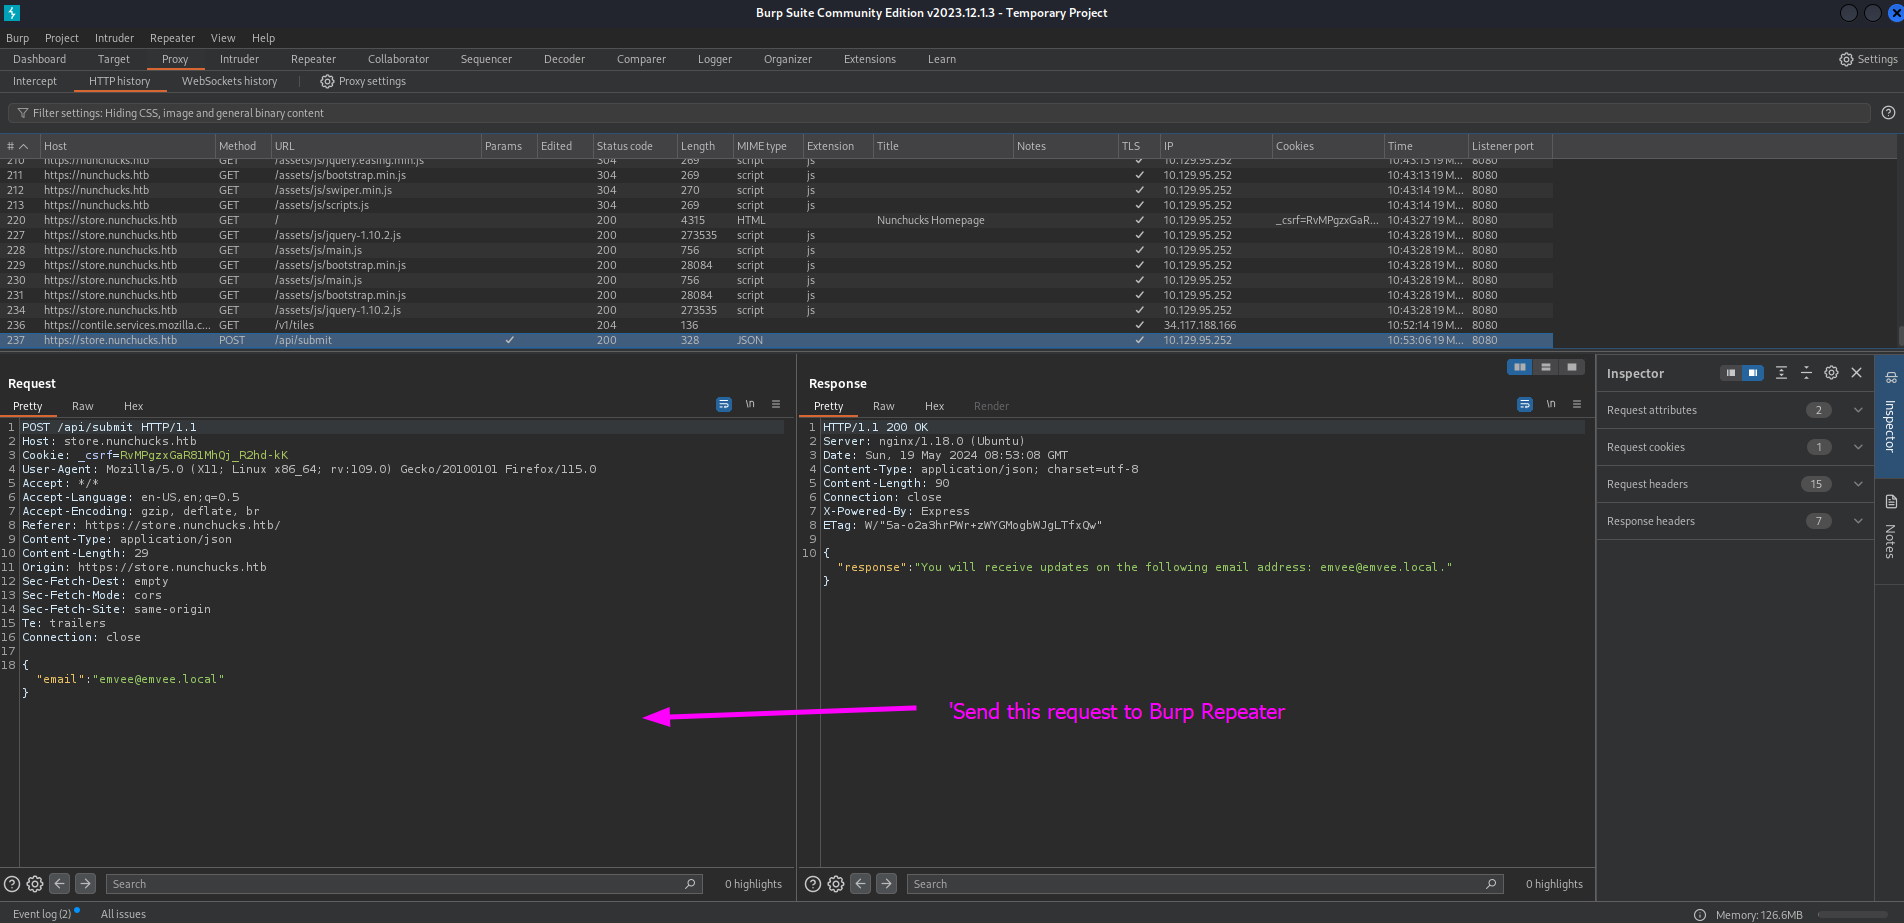 Burp Suite Community Edition v2023.12.1.3 - Temporary Project
Burp Project Intruder Repeater View Help
Dashboard Target Proxy Intruder Repeater Collaborator Sequencer Decoder Comparer Logger Organizer Extensions Learn Settings
Intercept HTTP history WebSockets history Proxy settings
Filter settings: Hiding CSS, image and general binary content
# Host Method URL Params Edited Status code Length MIME type Extension Title Notes TLS IP Cookies Time Listener port
210 https://nunchucks.htb GET /assets/js/jquery.easing.min.js 304 269 script js ✓ 10.129.95.252 10:43:13 19 M... 8080
211 https://nunchucks.htb GET /assets/js/bootstrap.min.js 304 269 script js ✓ 10.129.95.252 10:43:13 19 M... 8080
212 https://nunchucks.htb GET /assets/js/swiper.min.js 304 270 script js ✓ 10.129.95.252 10:43:14 19 M... 8080
213 https://nunchucks.htb GET /assets/js/scripts.js 304 269 script js ✓ 10.129.95.252 10:43:14 19 M... 8080
220 https://store.nunchucks.htb GET / 200 4315 HTML Nunchucks Homepage ✓ 10.129.95.252 _csrf=RvMPgzxGaR... 10:43:27 19 M... 8080
227 https://store.nunchucks.htb GET /assets/js/jquery-1.10.2.js 200 273535 script js ✓ 10.129.95.252 10:43:28 19 M... 8080
228 https://store.nunchucks.htb GET /assets/js/main.js 200 756 script js ✓ 10.129.95.252 10:43:28 19 M... 8080
229 https://store.nunchucks.htb GET /assets/js/bootstrap.min.js 200 28084 script js ✓ 10.129.95.252 10:43:28 19 M... 8080
230 https://store.nunchucks.htb GET /assets/js/main.js 200 756 script js ✓ 10.129.95.252 10:43:28 19 M... 8080
231 https://store.nunchucks.htb GET /assets/js/bootstrap.min.js 200 28084 script js ✓ 10.129.95.252 10:43:28 19 M... 8080
234 https://store.nunchucks.htb GET /assets/js/jquery-1.10.2.js 200 273535 script js ✓ 10.129.95.252 10:43:28 19 M... 8080
236 https://contile.services.mozilla.c... GET /v1/tiles 204 136 ✓ 34.117.188.166 10:52:14 19 M... 8080
237 https://store.nunchucks.htb POST /api/submit ✓ 200 328 JSON ✓ 10.129.95.252 10:53:06 19 M... 8080
Request
Pretty Raw Hex \n
1 POST /api/submit HTTP/1.1
2 Host: store.nunchucks.htb
3 Cookie: _csrf=RvMPgzxGaR81MhQj_R2hd-kK
4 User-Agent: Mozilla/5.0 (X11; Linux x86_64; rv:109.0) Gecko/20100101 Firefox/115.0
5 Accept: */*
6 Accept-Language: en-US,en;q=0.5
7 Accept-Encoding: gzip, deflate, br
8 Referer: https://store.nunchucks.htb/
9 Content-Type: application/json
10 Content-Length: 29
11 Origin: https://store.nunchucks.htb
12 Sec-Fetch-Dest: empty
13 Sec-Fetch-Mode: cors
14 Sec-Fetch-Site: same-origin
15 Te: trailers
16 Connection: close
17
18 {
"email":"emvee@emvee.local"
}
Response
Pretty Raw Hex Render \n
1 HTTP/1.1 200 OK
2 Server: nginx/1.18.0 (Ubuntu)
3 Date: Sun, 19 May 2024 08:53:08 GMT
4 Content-Type: application/json; charset=utf-8
5 Content-Length: 90
6 Connection: close
7 X-Powered-By: Express
8 ETag: W/"5a-o2a3hrPWr+zWYGMogbWJgLTfxQw"
9
10 {
"response":"You will receive updates on the following email address: emvee@emvee.local."
}
'Send this request to Burp Repeater
Inspector
Request attributes 2
Request cookies 1
Request headers 15
Response headers 7
Inspector
Notes
Search 0 highlights
Search 0 highlights
Event log (2) All issues
Memory: 126.6MB